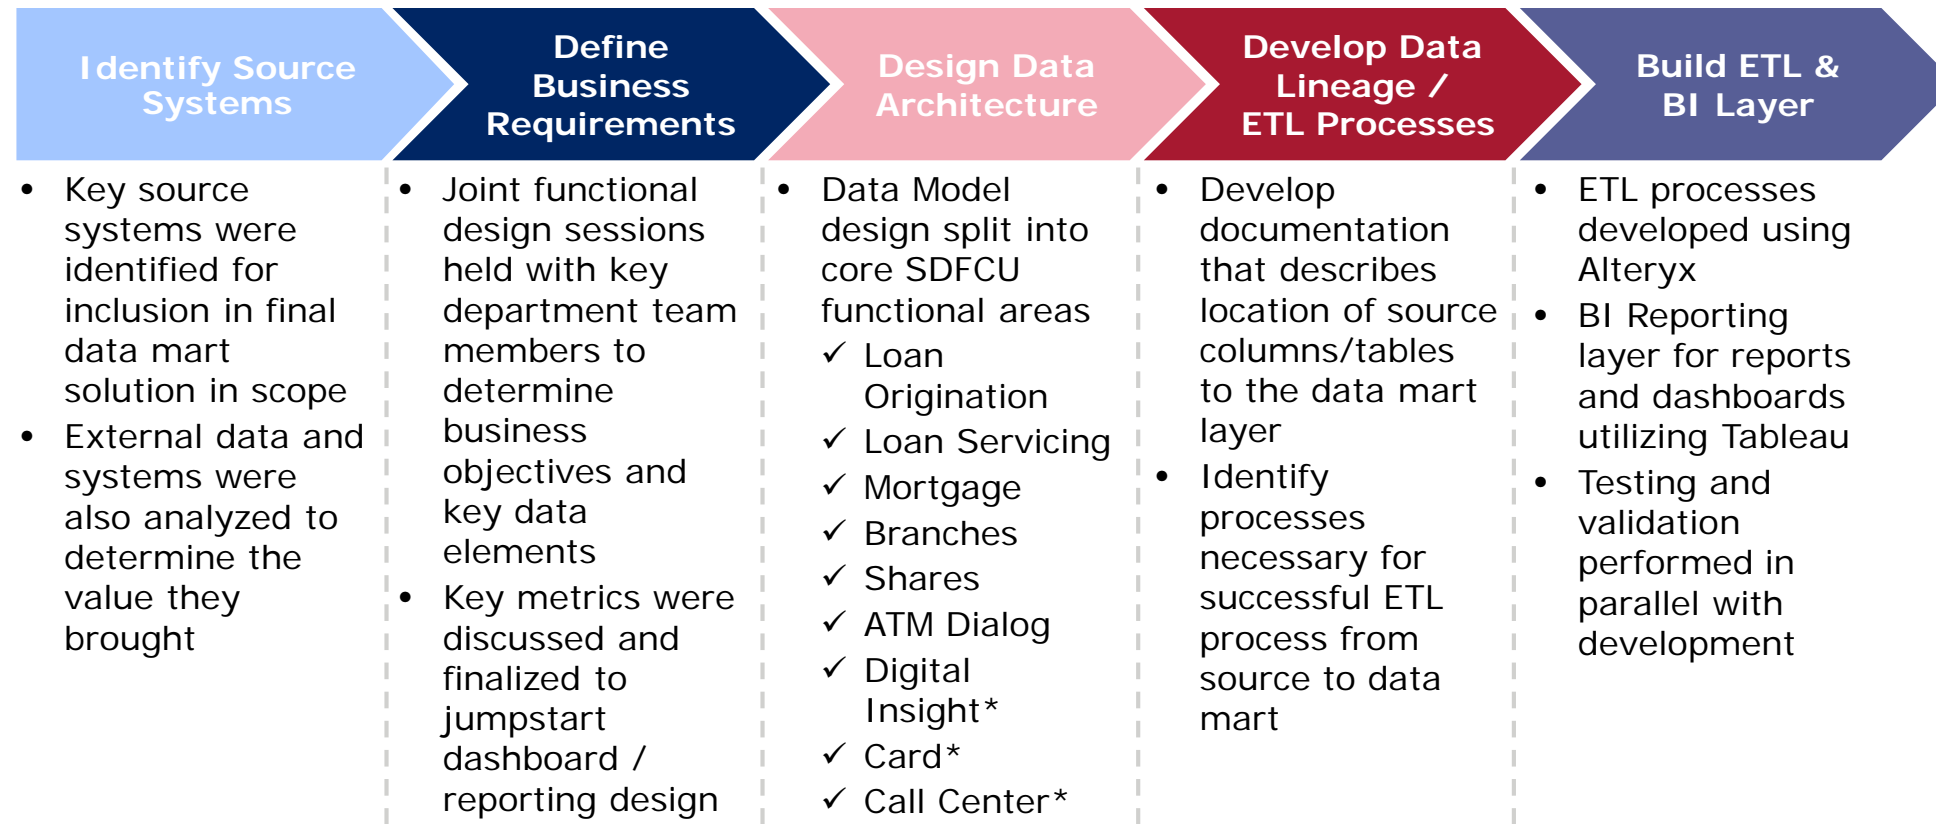 Identify Source
Systems
Define
Business
Requirements
Design Data
Architecture
Develop Data
Lineage /
ETL Processes
Build ETL &
BI Layer
• Key source
systems were
identified for
inclusion in final
data mart
solution in scope
• External data and
systems were
also analyzed to
determine the
value they
brought
• Joint functional
design sessions
held with key
department team
members to
determine
business
objectives and
key data
elements
• Key metrics were
discussed and
finalized to
jumpstart
dashboard /
reporting design
• Data Model
design split into
core SDFCU
functional areas
✓ Loan
Origination
✓ Loan Servicing
✓ Mortgage
✓ Branches
✓ Shares
✓ ATM Dialog
✓ Digital
Insight*
✓ Card*
✓ Call Center*
• Develop
documentation
that describes
location of source
columns/tables
to the data mart
layer
• Identify
processes
necessary for
successful ETL
process from
source to data
mart
• ETL processes
developed using
Alteryx
• BI Reporting
layer for reports
and dashboards
utilizing Tableau
• Testing and
validation
performed in
parallel with
development